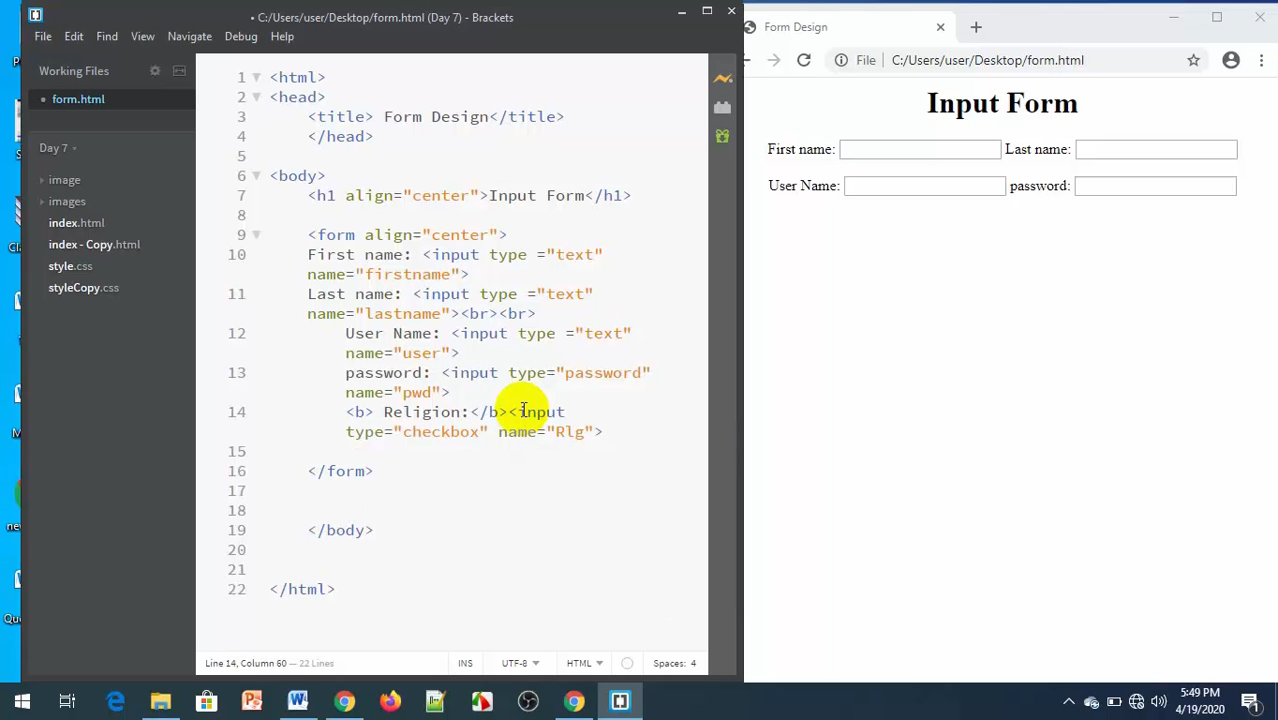 • C:/Users/user/Desktop/form.html (Day 7) - Brackets
File Edit Find View Navigate Debug Help
Working Files
• form.html
Day 7
image
images
index.html
index - Copy.html
style.css
styleCopy.css
1 <html>
2 <head>
3 <title> Form Design</title>
4 </head>
5
6 <body>
7 <h1 align="center">Input Form</h1>
8
9 <form align="center">
10 First name: <input type ="text"
name="firstname">
11 Last name: <input type ="text"
name="lastname"><br><br>
12 User Name: <input type ="text"
name="user">
13 password: <input type="password"
name="pwd">
14 <b> Religion:</b><input
type="checkbox" name="Rlg">
15
16 </form>
17
18
19 </body>
20
21
22 </html>
Line 14, Column 60 — 22 Lines
INS UTF-8 HTML Spaces: 4
Form Design
File C:/Users/user/Desktop/form.html
Input Form
First name: Last name:
User Name: password:
5:49 PM
4/19/2020
1